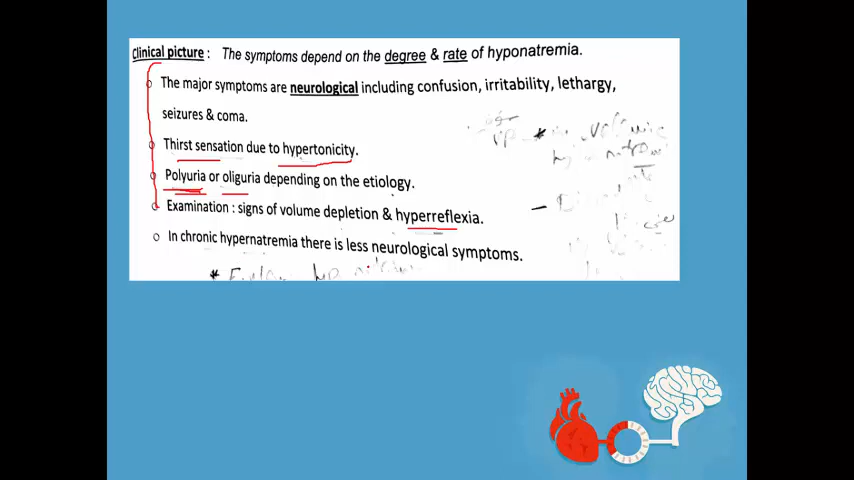 Clinical picture : The symptoms depend on the degree & rate of hyponatremia.
o The major symptoms are neurological including confusion, irritability, lethargy,
seizures & coma.
o Thirst sensation due to hypertonicity.
o Polyuria or oliguria depending on the etiology.
o Examination : signs of volume depletion & hyperreflexia.
o In chronic hypernatremia there is less neurological symptoms.